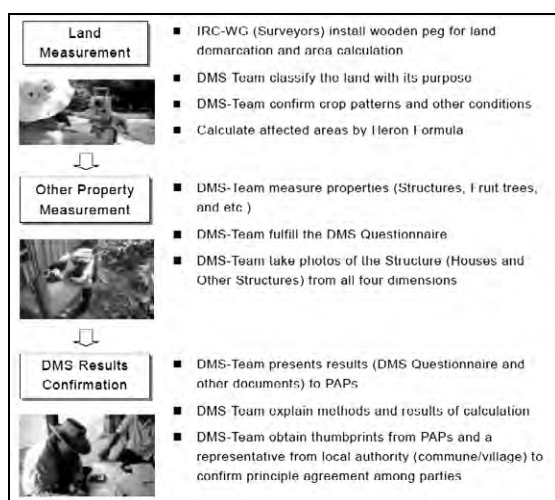 Land
Measurement
■ IRC-WG (Surveyors) install wooden peg for land
demarcation and area calculation
■ DMS-Team classify the land with its purpose
■ DMS-Team confirm crop patterns and other conditions
■ Calculate affected areas by Heron Formula
Other Property
Measurement
■ DMS-Team measure properties (Structures, Fruit trees,
and etc.)
■ DMS-Team fulfill the DMS Questionnaire
■ DMS-Team take photos of the Structure (Houses and
Other Structures) from all four dimensions
DMS Results
Confirmation
■ DMS-Team presents results (DMS Questionnaire and
other documents) to PAPs
■ DMS-Team explain methods and results of calculation
■ DMS-Team obtain thumbprints from PAPs and a
representative from local authority (commune/village) to
confirm principle agreement among parties